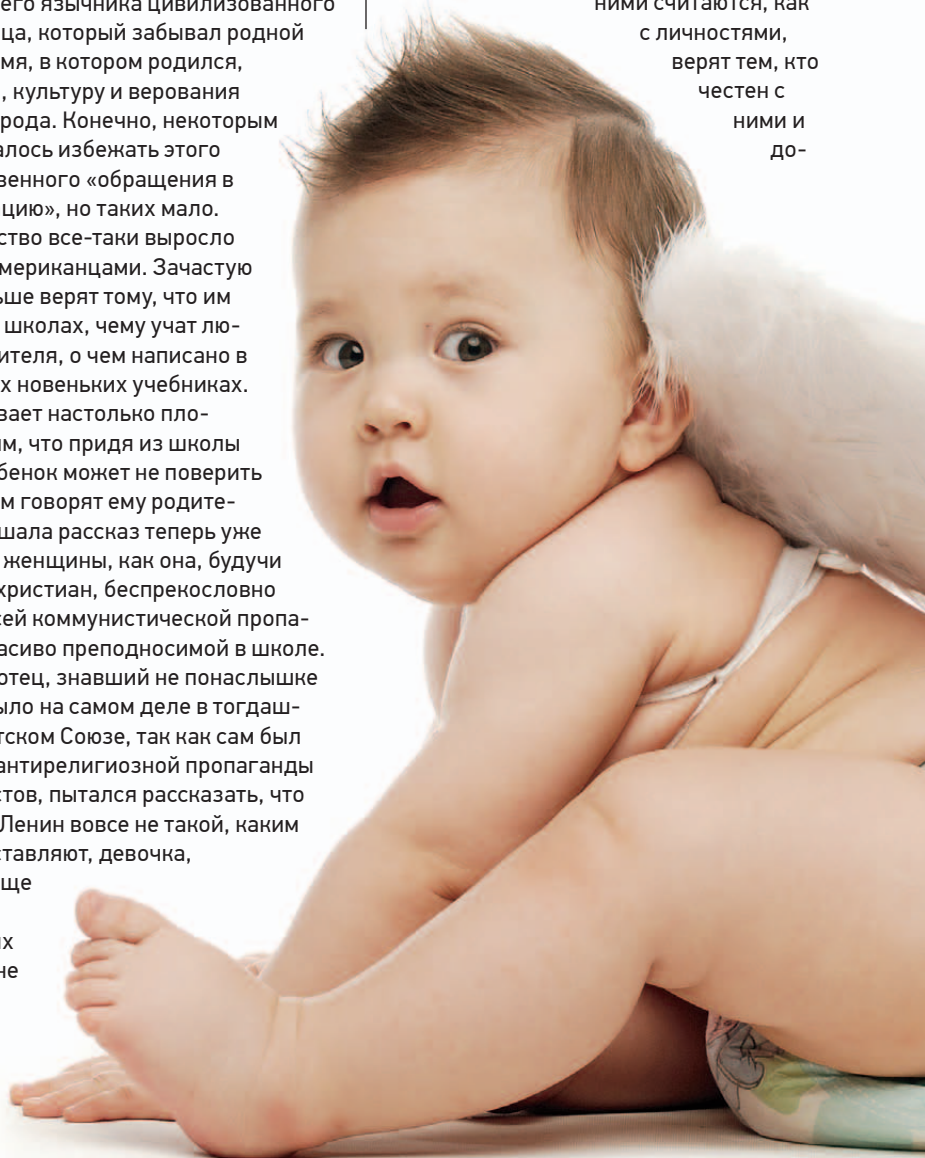 его язычника цивилизованного
ца, который забывал родной
мя, в котором родился,
, культуру и верования
рода. Конечно, некоторым
алось избежать этого
венного «обращения в
цию», но таких мало.
ство все-таки выросло
мериканцами. Зачастую
ьше верят тому, что им
школах, чему учат лю-
ителя, о чем написано в
х новеньких учебниках.
вает настолько пло-
м, что придя из школы
бенок может не поверить
м говорят ему родите-
шала рассказ теперь уже
женщины, как она, будучи
христиан, беспрекословно
сей коммунистической пропа-
асиво преподносимой в школе.
отец, знавший не понаслышке
ыло на самом деле в тогдаш-
тском Союзе, так как сам был
антирелигиозной пропаганды
стов, пытался рассказать, что
Ленин вовсе не такой, каким
ставляют, девочка,
ще
их
не
ними считаются, как
с личностями,
верят тем, кто
честен с
ними и
до-